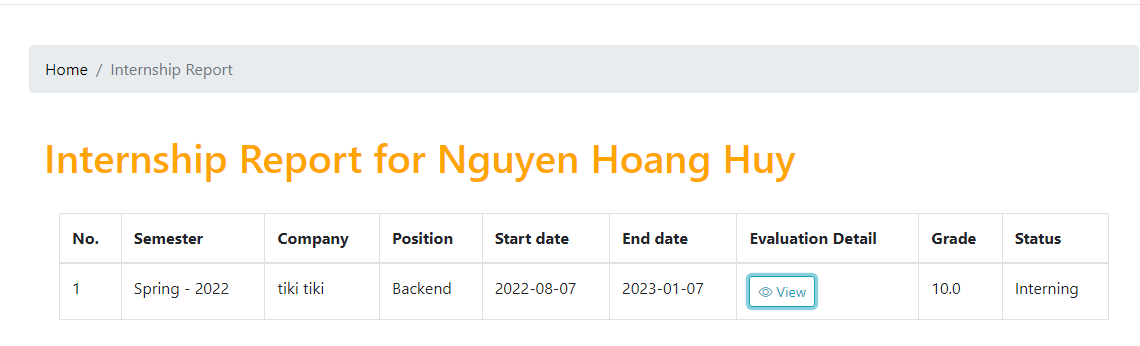 Home / Internship Report
Internship Report for Nguyen Hoang Huy
No. Semester Company Position Start date End date Evaluation Detail Grade Status
1 Spring - 2022 tiki tiki Backend 2022-08-07 2023-01-07 View 10.0 Interning